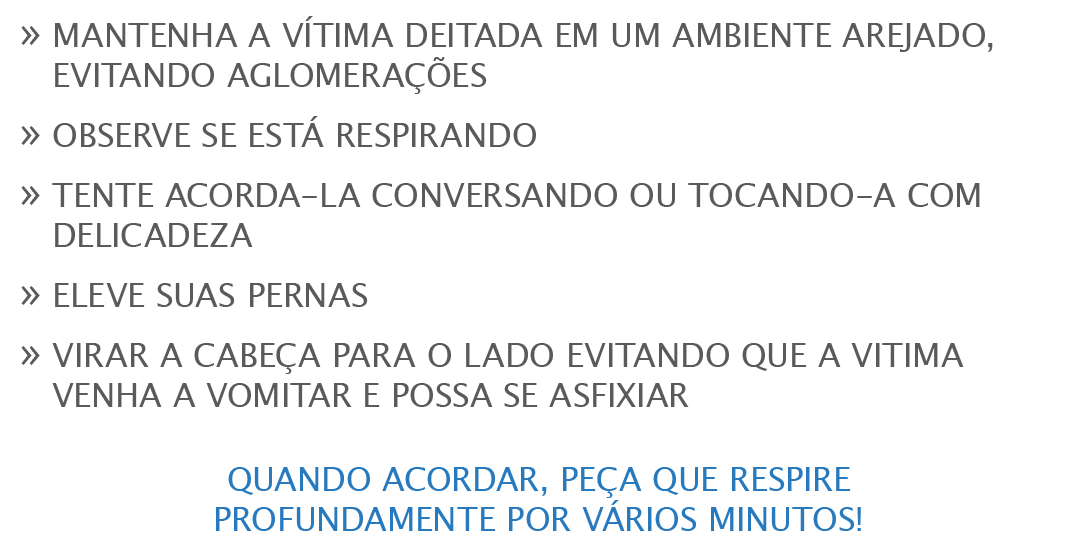 » MANTENHA A VÍTIMA DEITADA EM UM AMBIENTE AREJADO,
EVITANDO AGLOMERAÇÕES
» OBSERVE SE ESTÁ RESPIRANDO
» TENTE ACORDA-LA CONVERSANDO OU TOCANDO-A COM
DELICADEZA
» ELEVE SUAS PERNAS
» VIRAR A CABEÇA PARA O LADO EVITANDO QUE A VITIMA
VENHA A VOMITAR E POSSA SE ASFIXIAR
QUANDO ACORDAR, PEÇA QUE RESPIRE
PROFUNDAMENTE POR VÁRIOS MINUTOS!